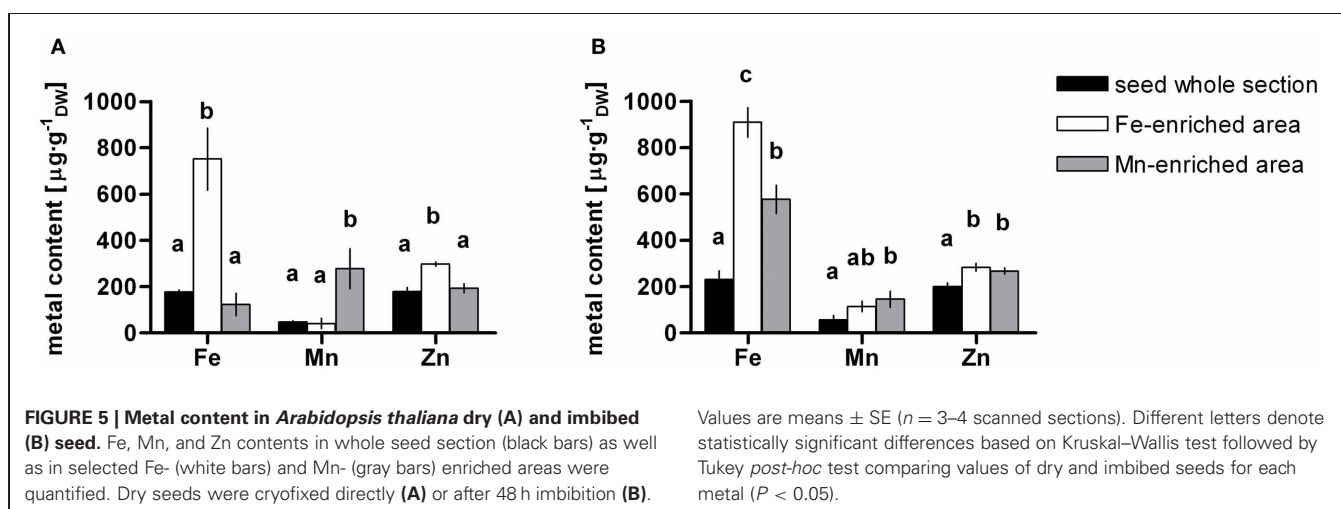 A
metal content [µg·g⁻¹DW]
1000
800
600
400
200
0
a b a
a a b
a b a
Fe Mn Zn
B
metal content [µg·g⁻¹DW]
1000
800
600
400
200
0
a c b
a ab b
a b b
Fe Mn Zn
seed whole section
Fe-enriched area
Mn-enriched area
FIGURE 5 | Metal content in Arabidopsis thaliana dry (A) and imbibed
(B) seed. Fe, Mn, and Zn contents in whole seed section (black bars) as well
as in selected Fe- (white bars) and Mn- (gray bars) enriched areas were
quantified. Dry seeds were cryofixed directly (A) or after 48 h imbibition (B).
Values are means ± SE (n = 3–4 scanned sections). Different letters denote
statistically significant differences based on Kruskal–Wallis test followed by
Tukey post-hoc test comparing values of dry and imbibed seeds for each
metal (P < 0.05).